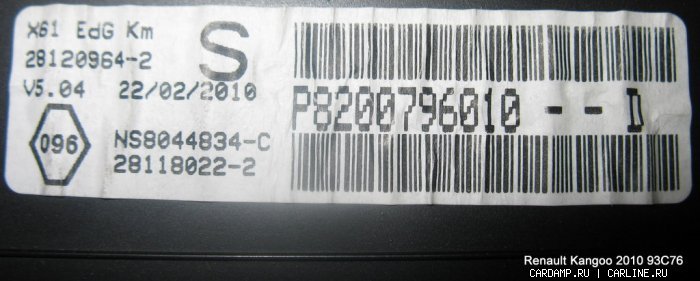 X61 EdG Km
28120964-2
S
V5.04 22/02/2010
P8200796010 -- D
096
NS8044834-C
28118022-2
Renault Kangoo 2010 93C76
CARDAMP.RU | CARLINE.RU